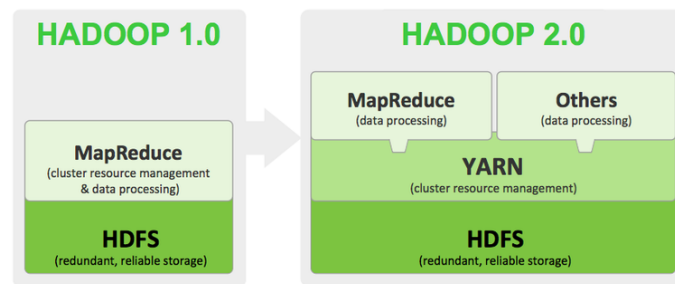 HADOOP 1.0
MapReduce
(cluster resource management
& data processing)
HDFS
(redundant, reliable storage)
HADOOP 2.0
MapReduce
(data processing)
Others
(data processing)
YARN
(cluster resource management)
HDFS
(redundant, reliable storage)